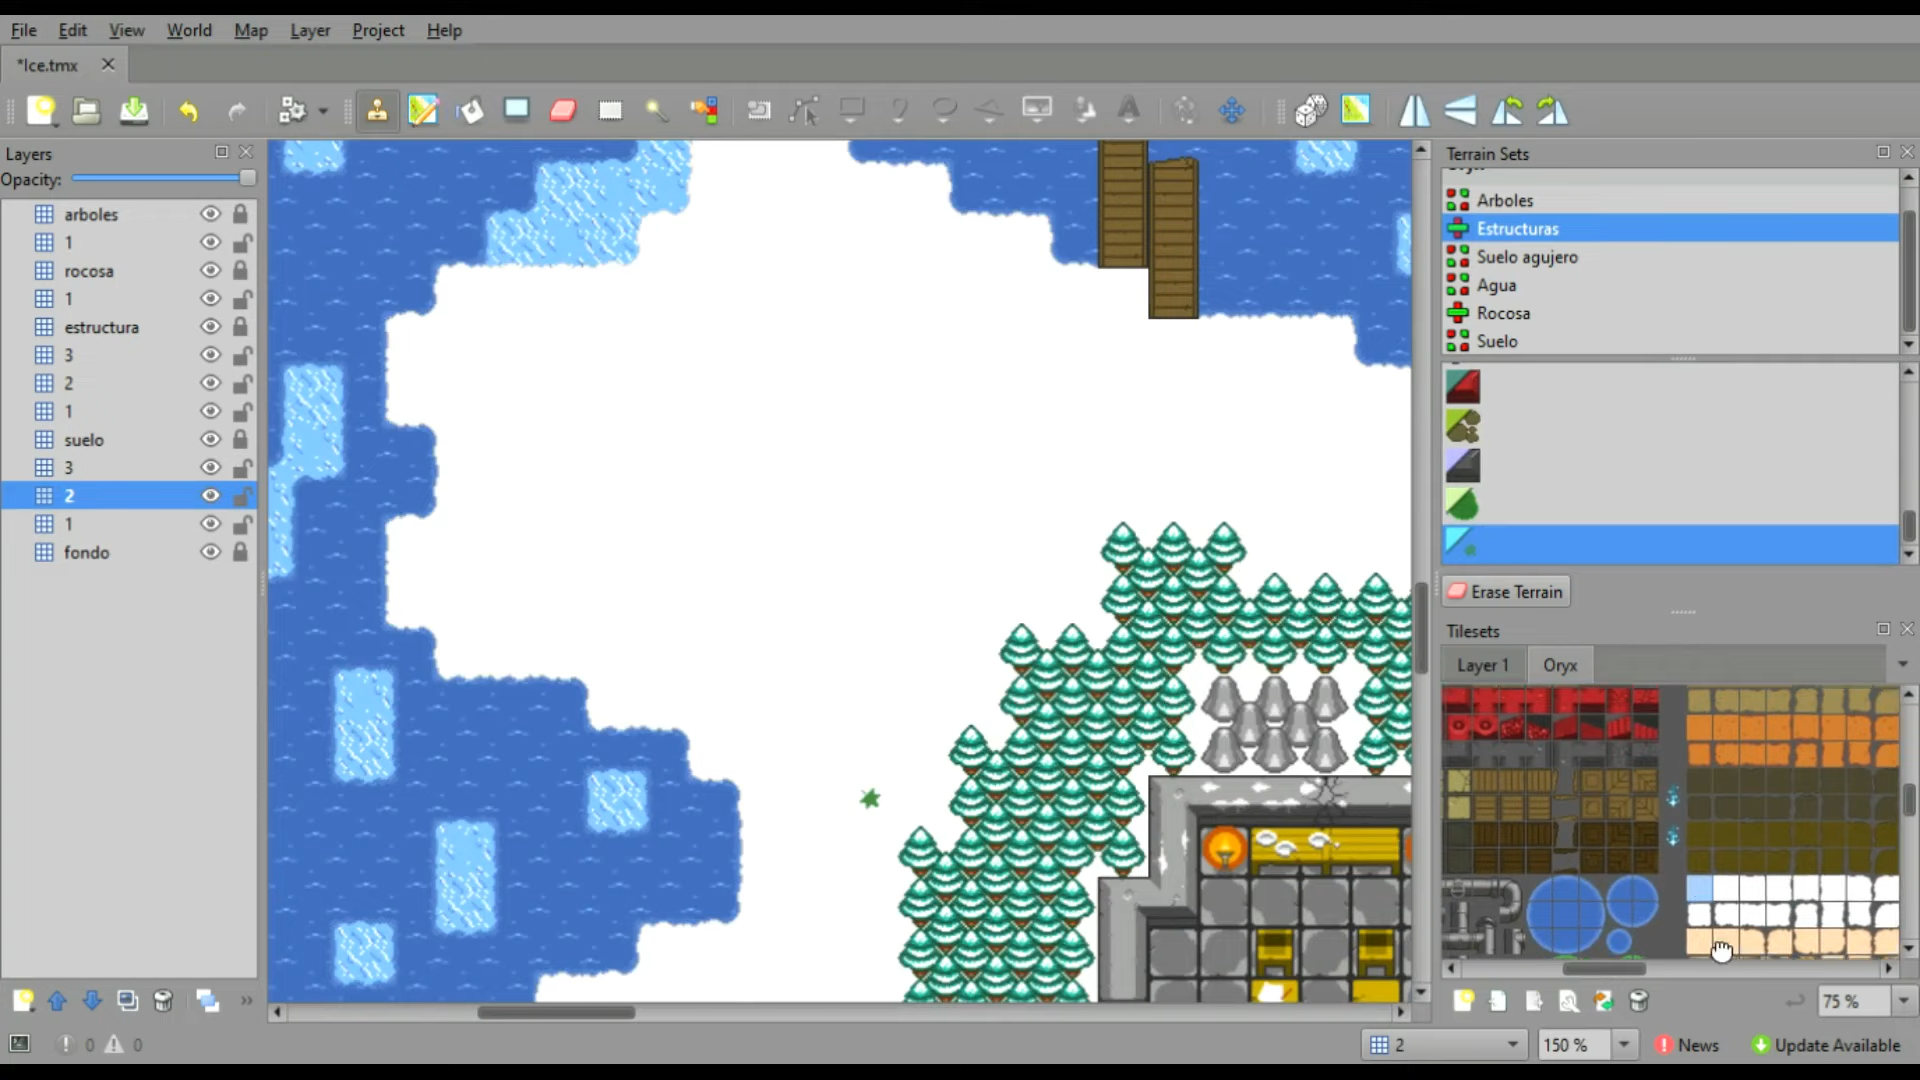 File Edit View World Map Layer Project Help
*Ice.tmx
Layers
Opacity:
arboles
1
rocosa
1
estructura
3
2
1
suelo
3
2
1
fondo
Terrain Sets
Arboles
Estructuras
Suelo agujero
Agua
Rocosa
Suelo
Erase Terrain
Tilesets
Layer 1 Oryx
75 %
0 0
2
150 %
News
Update Available